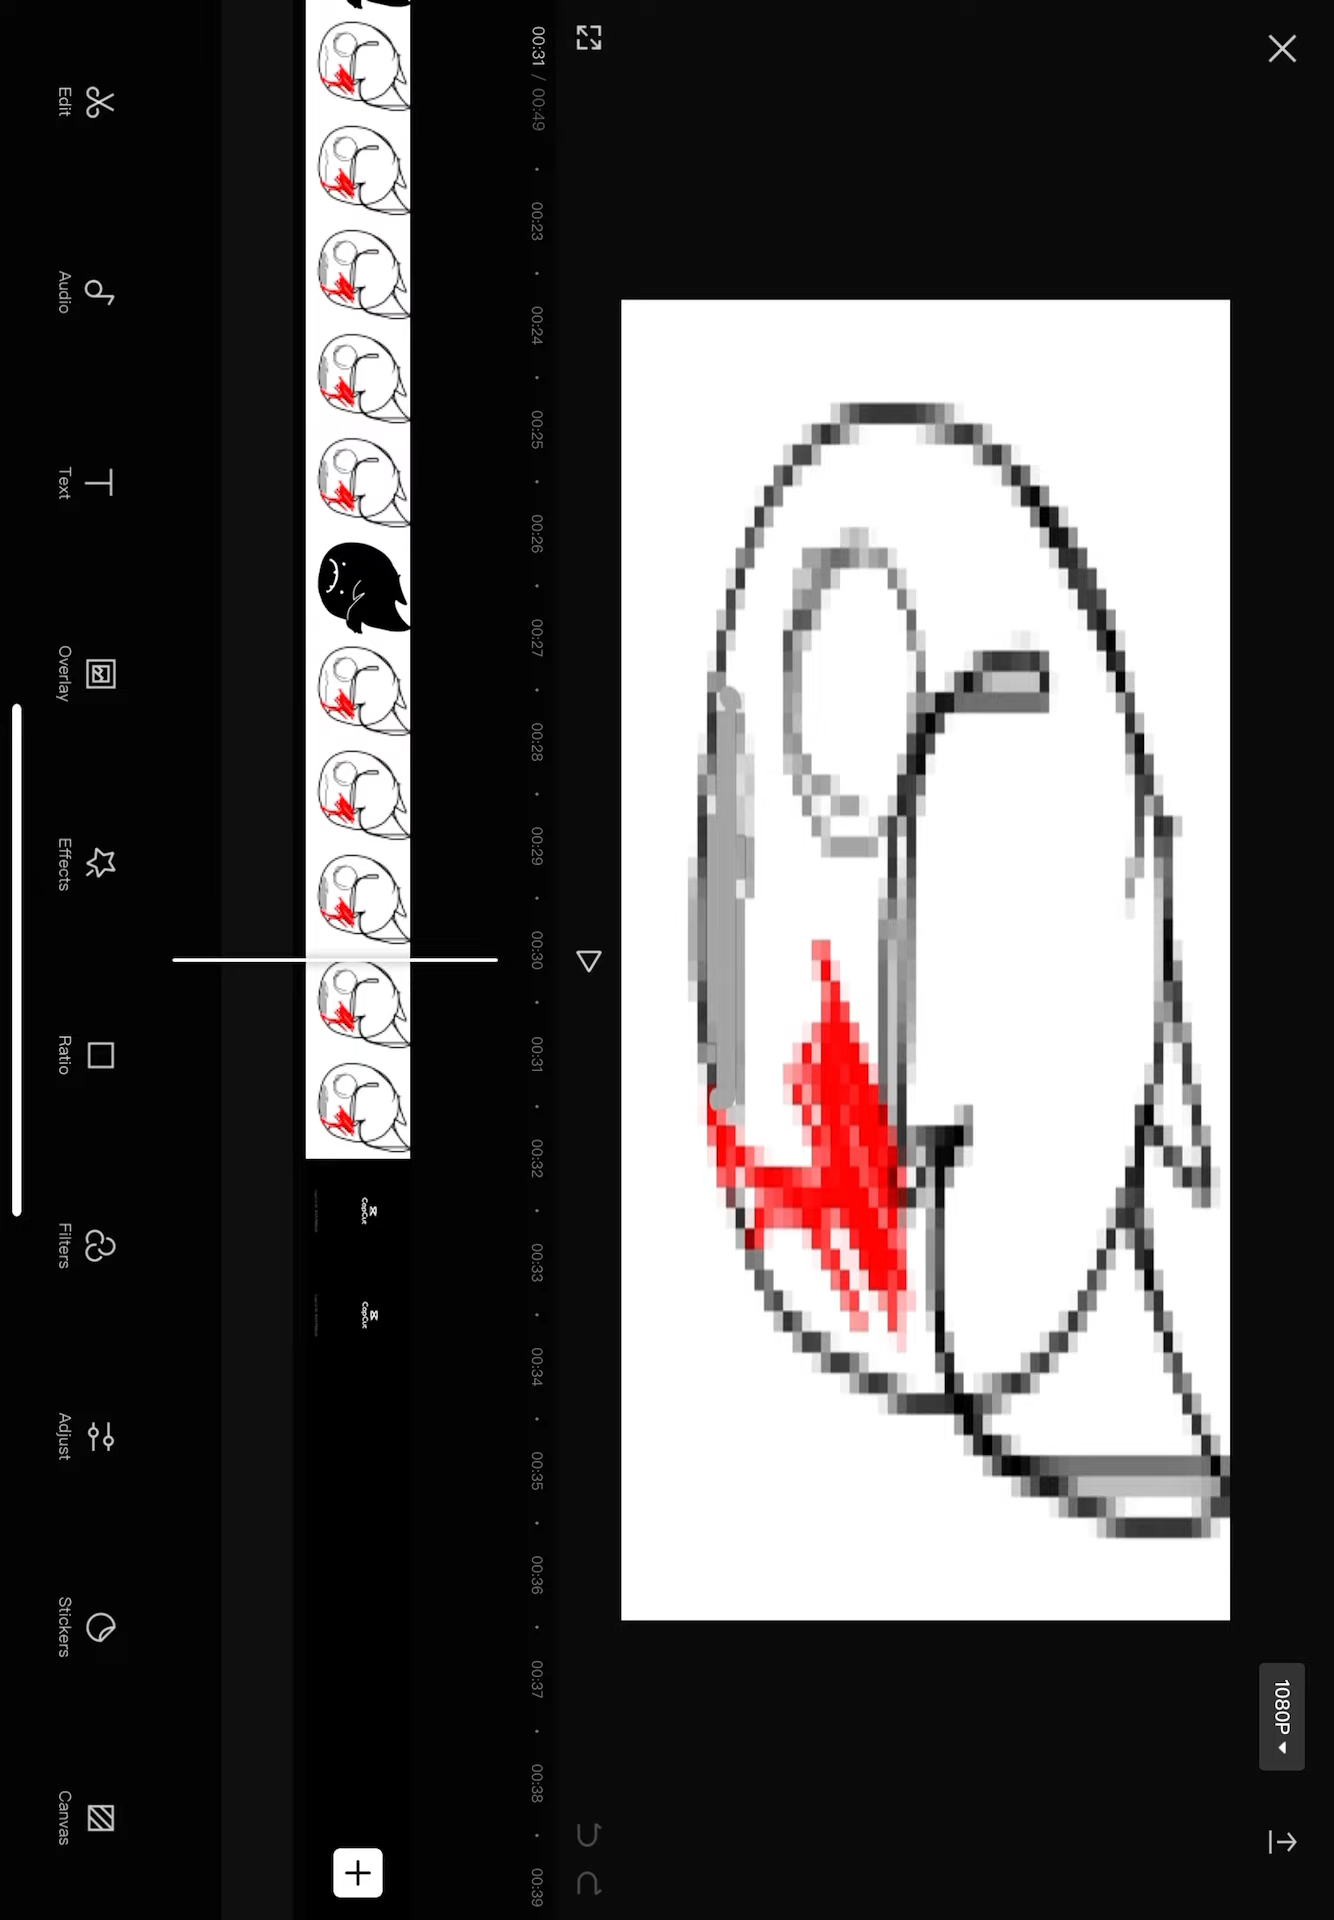 1080P
00:31 / 00:49
00:23
00:24
00:25
00:26
00:27
00:28
00:29
00:30
00:31
00:32
00:33
00:34
00:35
00:36
00:37
00:38
00:39
CapCut
CapCut
Edit
Audio
Text
Overlay
Effects
Ratio
Filters
Adjust
Stickers
Canvas